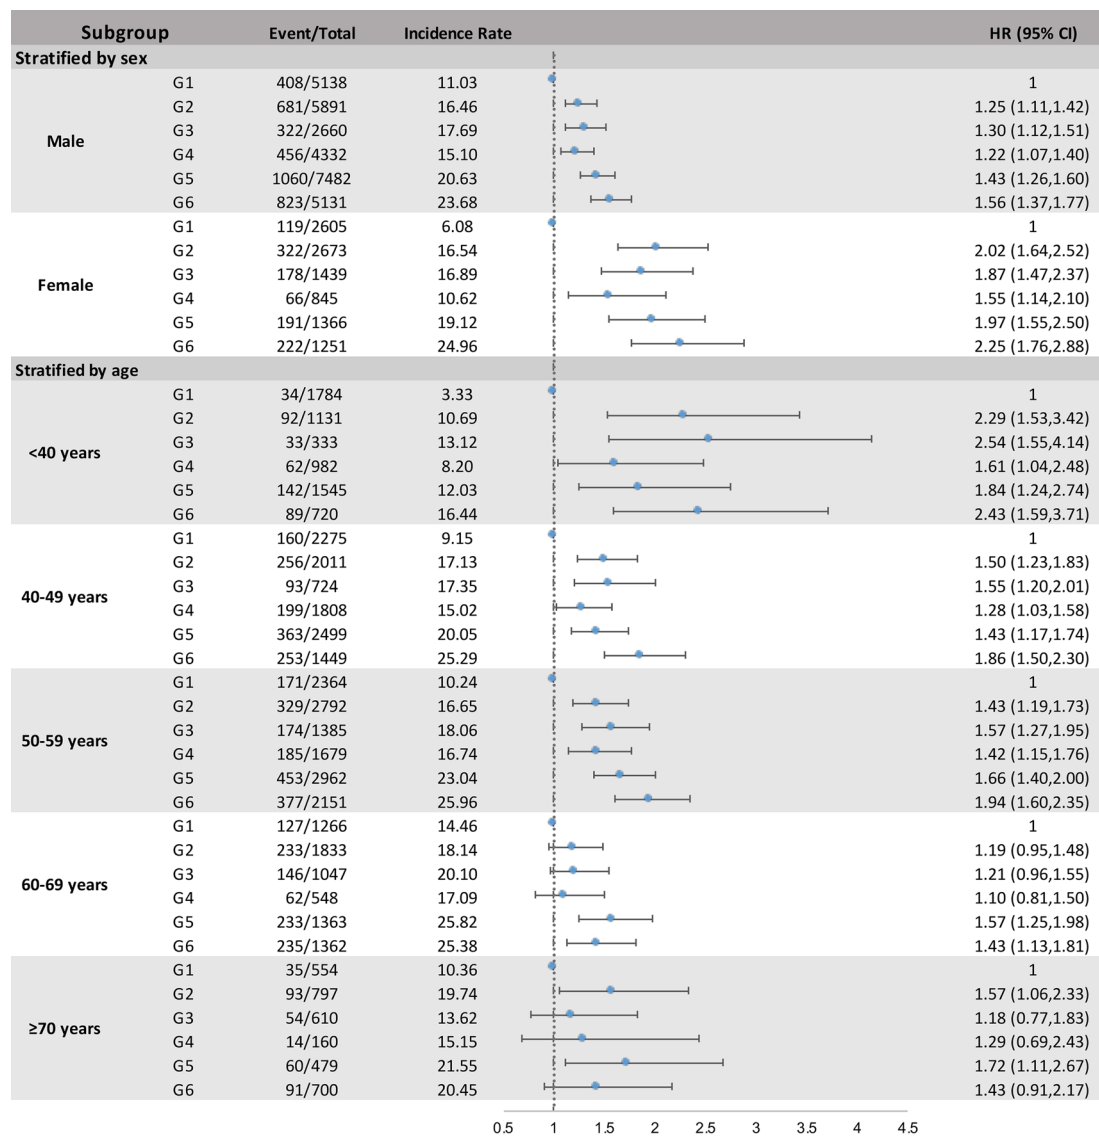 Subgroup Event/Total Incidence Rate HR (95% CI)
Stratified by sex
G1 408/5138 11.03 1
G2 681/5891 16.46 1.25 (1.11,1.42)
G3 322/2660 17.69 1.30 (1.12,1.51)
Male
G4 456/4332 15.10 1.22 (1.07,1.40)
G5 1060/7482 20.63 1.43 (1.26,1.60)
G6 823/5131 23.68 1.56 (1.37,1.77)
G1 119/2605 6.08 1
G2 322/2673 16.54 2.02 (1.64,2.52)
G3 178/1439 16.89 1.87 (1.47,2.37)
Female
G4 66/845 10.62 1.55 (1.14,2.10)
G5 191/1366 19.12 1.97 (1.55,2.50)
G6 222/1251 24.96 2.25 (1.76,2.88)
Stratified by age
G1 34/1784 3.33 1
G2 92/1131 10.69 2.29 (1.53,3.42)
G3 33/333 13.12 2.54 (1.55,4.14)
<40 years
G4 62/982 8.20 1.61 (1.04,2.48)
G5 142/1545 12.03 1.84 (1.24,2.74)
G6 89/720 16.44 2.43 (1.59,3.71)
G1 160/2275 9.15 1
G2 256/2011 17.13 1.50 (1.23,1.83)
G3 93/724 17.35 1.55 (1.20,2.01)
40-49 years
G4 199/1808 15.02 1.28 (1.03,1.58)
G5 363/2499 20.05 1.43 (1.17,1.74)
G6 253/1449 25.29 1.86 (1.50,2.30)
G1 171/2364 10.24 1
G2 329/2792 16.65 1.43 (1.19,1.73)
G3 174/1385 18.06 1.57 (1.27,1.95)
50-59 years
G4 185/1679 16.74 1.42 (1.15,1.76)
G5 453/2962 23.04 1.66 (1.40,2.00)
G6 377/2151 25.96 1.94 (1.60,2.35)
G1 127/1266 14.46 1
G2 233/1833 18.14 1.19 (0.95,1.48)
G3 146/1047 20.10 1.21 (0.96,1.55)
60-69 years
G4 62/548 17.09 1.10 (0.81,1.50)
G5 233/1363 25.82 1.57 (1.25,1.98)
G6 235/1362 25.38 1.43 (1.13,1.81)
G1 35/554 10.36 1
G2 93/797 19.74 1.57 (1.06,2.33)
G3 54/610 13.62 1.18 (0.77,1.83)
≥70 years
G4 14/160 15.15 1.29 (0.69,2.43)
G5 60/479 21.55 1.72 (1.11,2.67)
G6 91/700 20.45 1.43 (0.91,2.17)
0.5 1 1.5 2 2.5 3 3.5 4 4.5